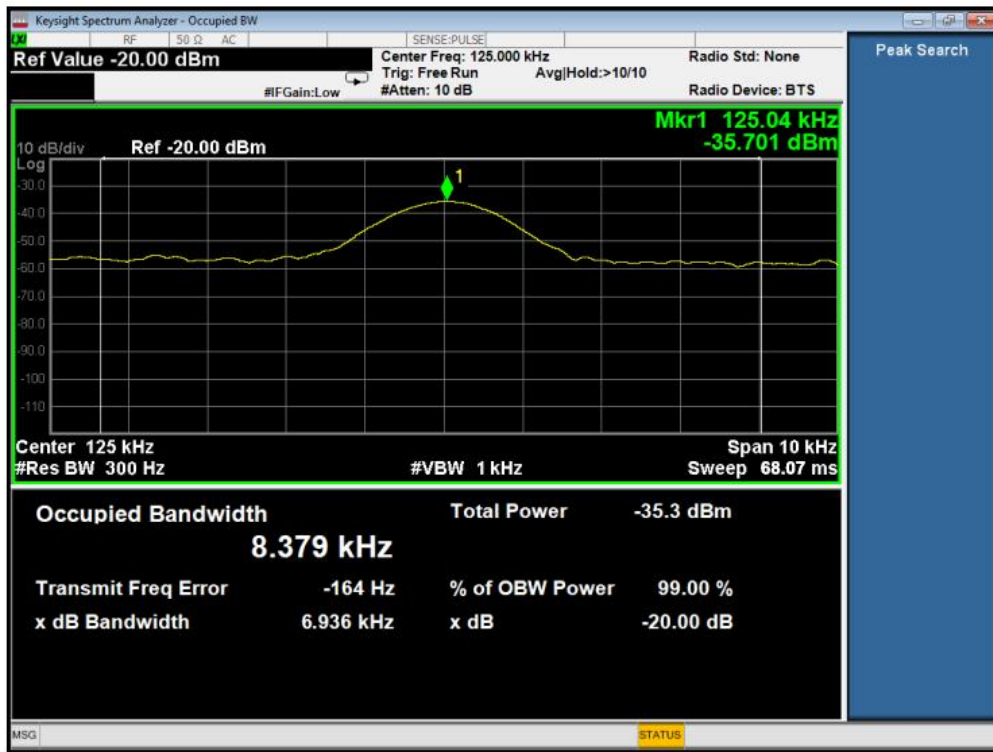 Keysight Spectrum Analyzer - Occupied BW
LXI RF 50 Ω AC SENSE:PULSE
Ref Value -20.00 dBm
Center Freq: 125.000 kHz Radio Std: None
Trig: Free Run Avg|Hold:>10/10
#IFGain:Low #Atten: 10 dB Radio Device: BTS
Peak Search
Mkr1 125.04 kHz
10 dB/div Ref -20.00 dBm -35.701 dBm
Log
1
-30.0
-40.0
-50.0
-60.0
-70.0
-80.0
-90.0
-100
-110
Center 125 kHz Span 10 kHz
#Res BW 300 Hz #VBW 1 kHz Sweep 68.07 ms
Occupied Bandwidth Total Power -35.3 dBm
8.379 kHz
Transmit Freq Error -164 Hz % of OBW Power 99.00 %
x dB Bandwidth 6.936 kHz x dB -20.00 dB
MSG STATUS